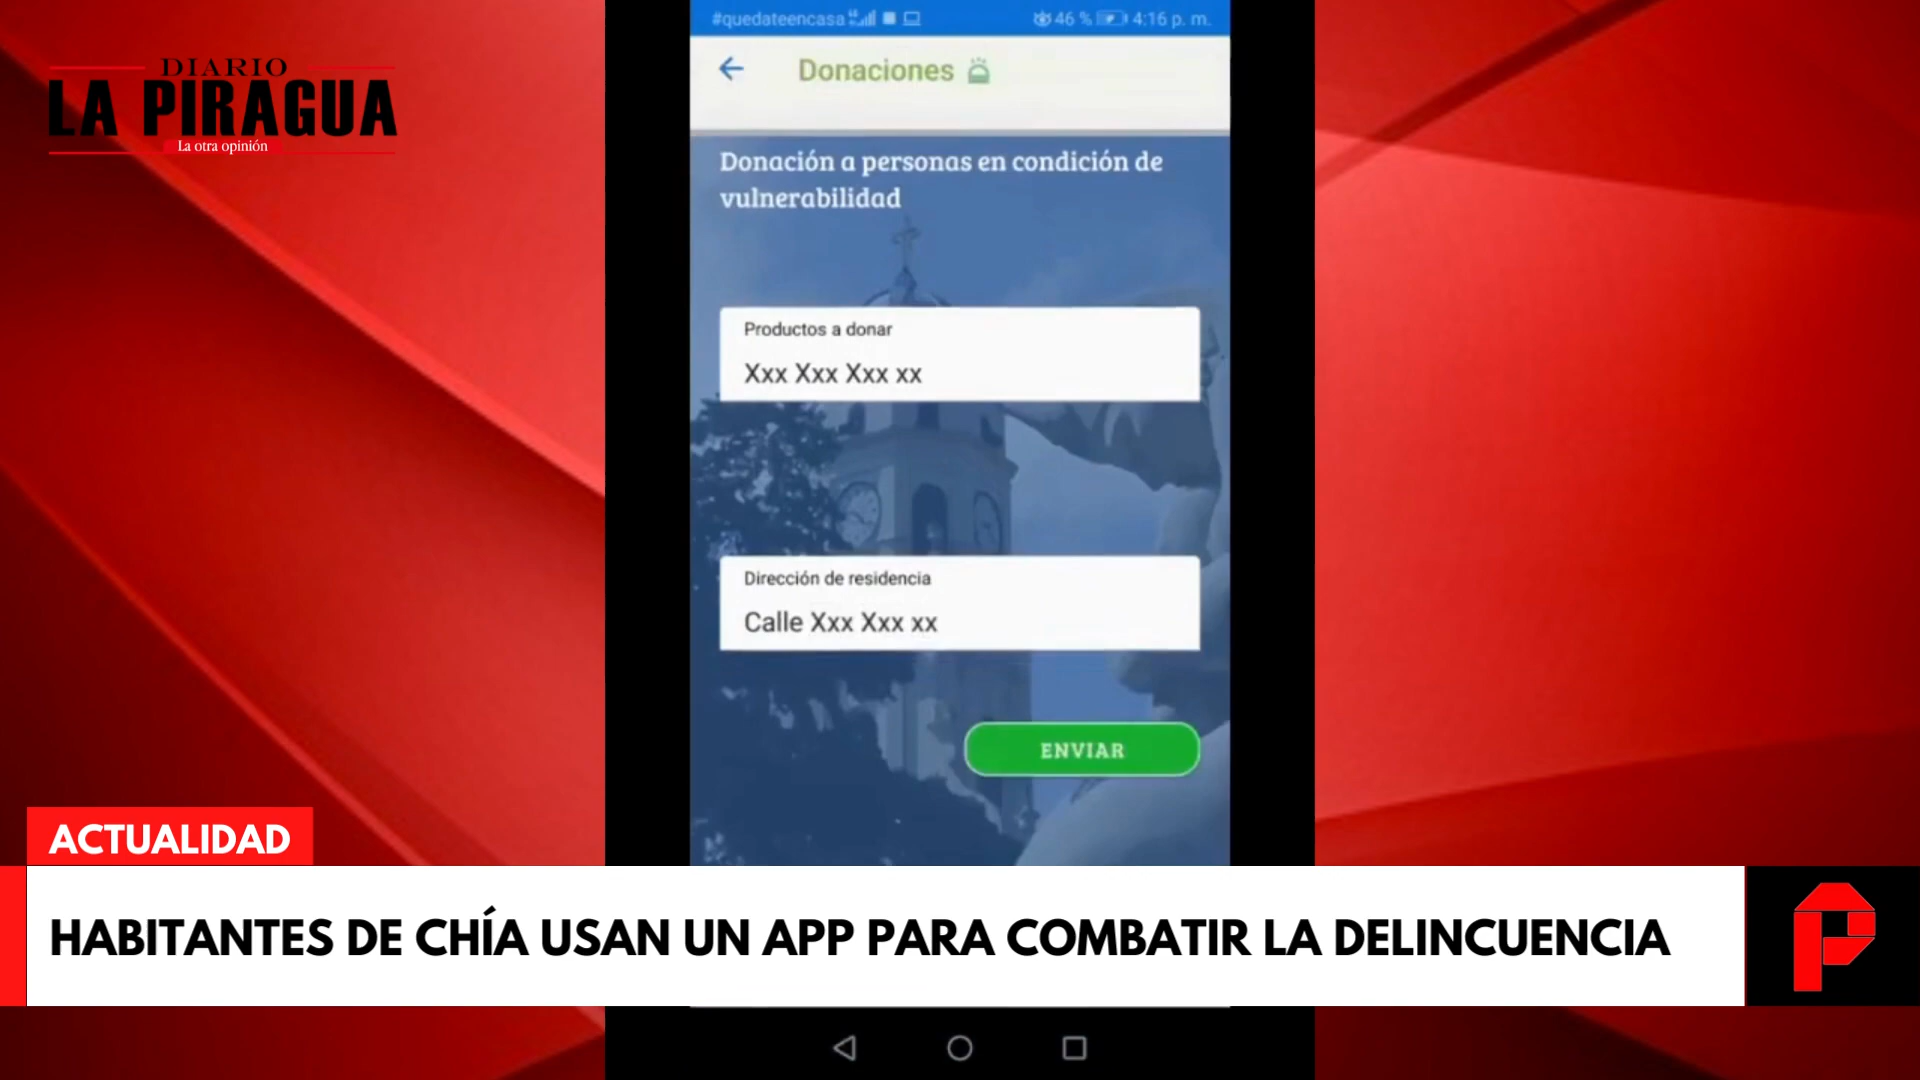 DIARIO
LA PIRAGUA
La otra opinión
#quedateencasa 46 % 4:16 p. m.
Donaciones
Donación a personas en condición de
vulnerabilidad
Productos a donar
Xxx Xxx Xxx xx
Dirección de residencia
Calle Xxx Xxx xx
ENVIAR
ACTUALIDAD
HABITANTES DE CHÍA USAN UN APP PARA COMBATIR LA DELINCUENCIA
P